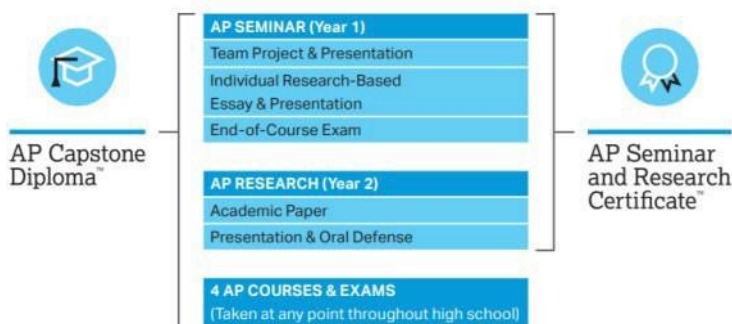 AP Capstone
Diploma™
AP SEMINAR (Year 1)
Team Project & Presentation
Individual Research-Based
Essay & Presentation
End-of-Course Exam
AP RESEARCH (Year 2)
Academic Paper
Presentation & Oral Defense
4 AP COURSES & EXAMS
(Taken at any point throughout high school)
AP Seminar
and Research
Certificate™